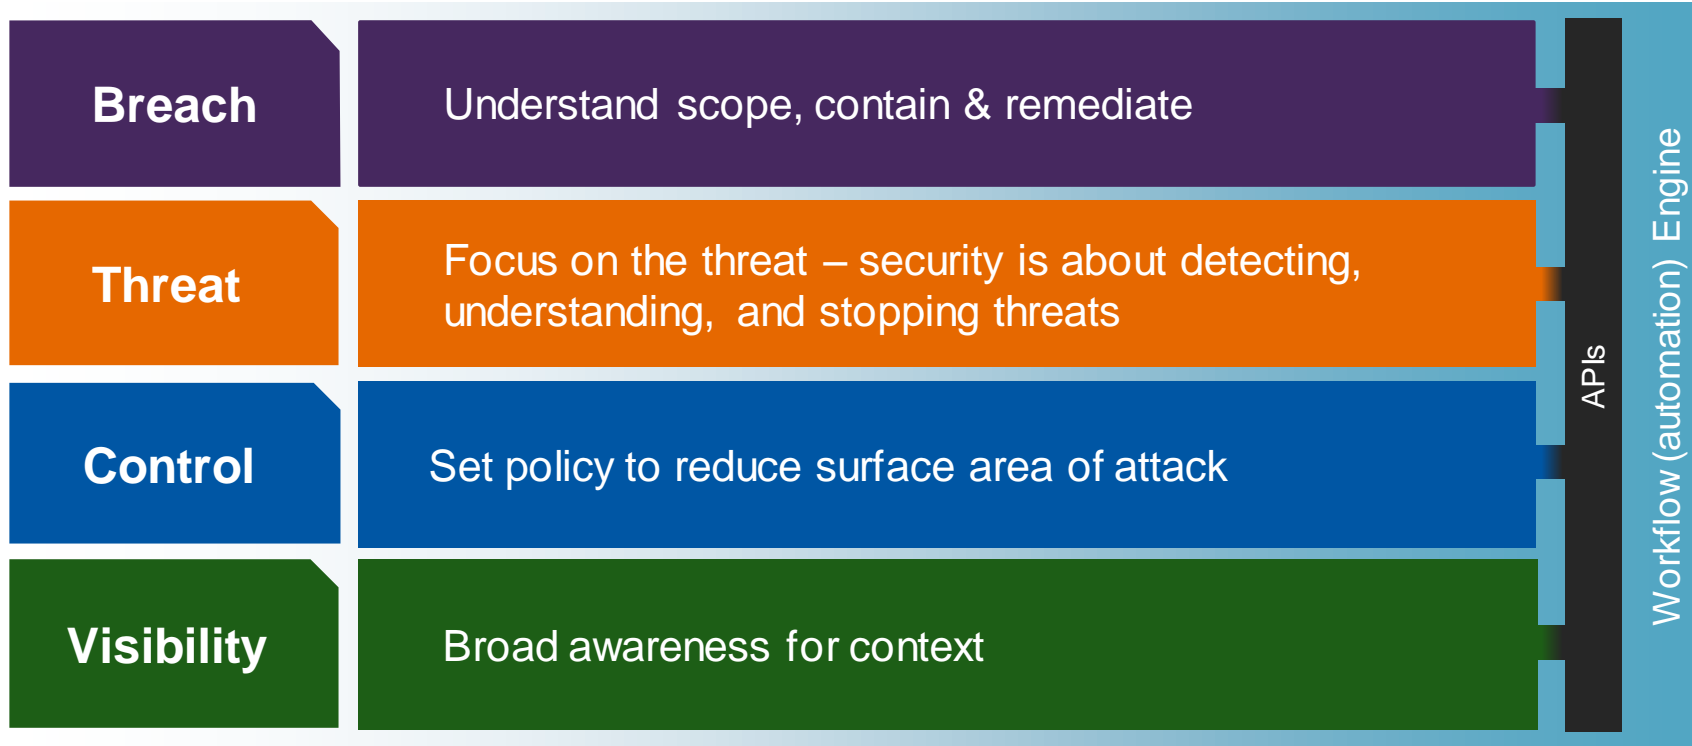 Breach
Understand scope, contain & remediate
Threat
Focus on the threat – security is about detecting,
understanding, and stopping threats
Control
Set policy to reduce surface area of attack
Visibility
Broad awareness for context
APIs
Workflow (automation) Engine